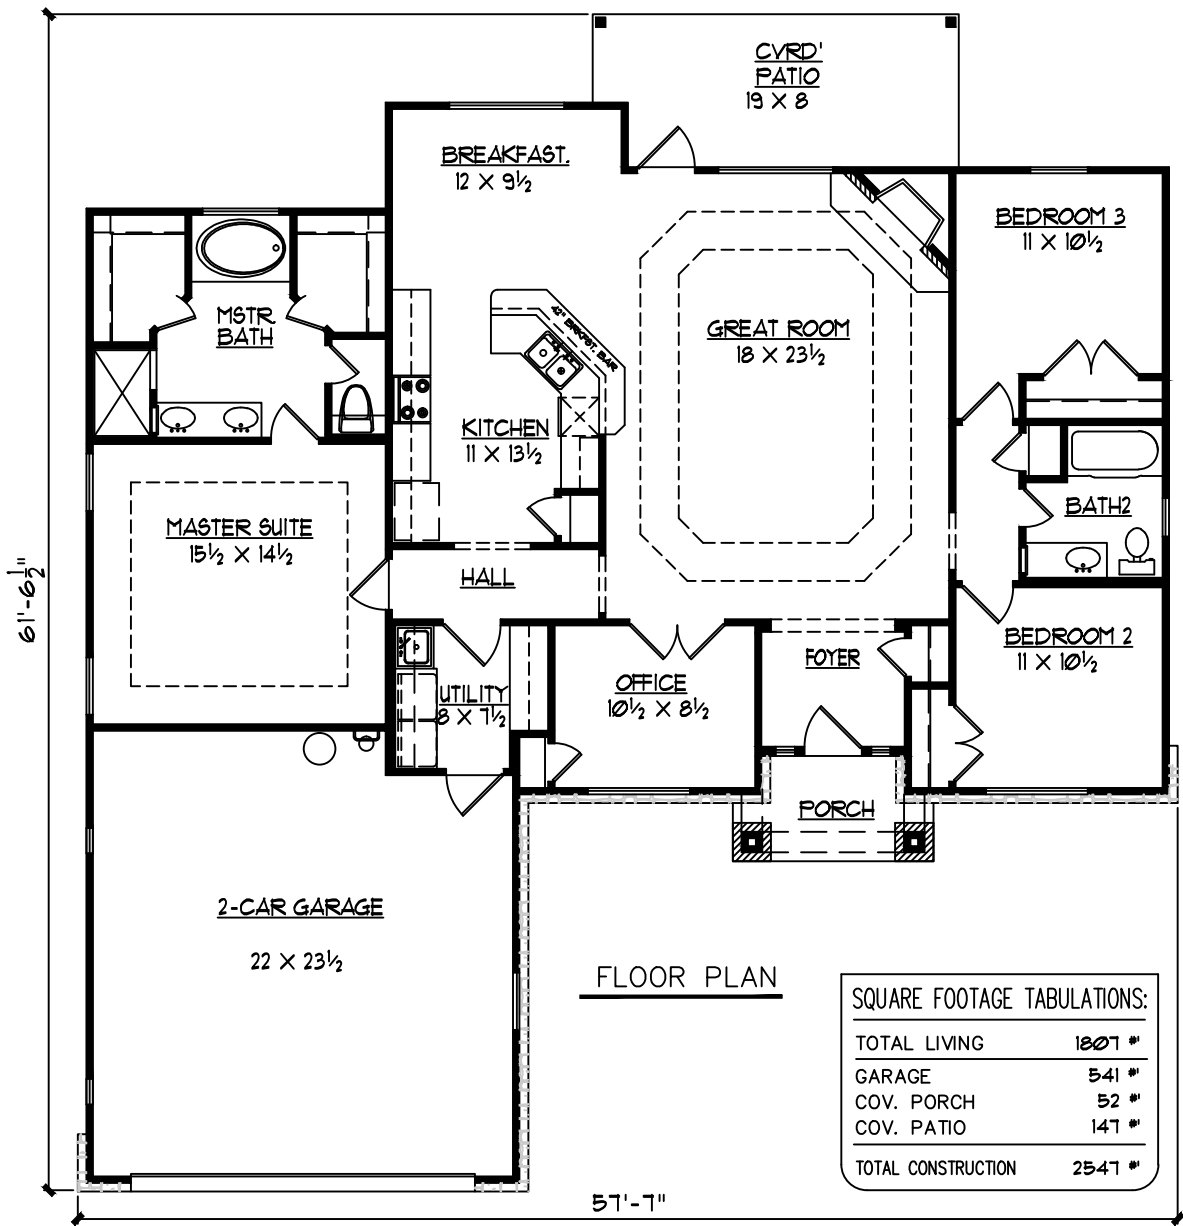 CVRD'
PATIO
19 X 8
BREAKFAST.
12 X 9½
BEDROOM 3
11 X 10½
MSTR.
BATH
42" BRKFST. BAR
GREAT ROOM
18 X 23½
KITCHEN
11 X 13½
BATH2
MASTER SUITE
15½ X 14½
HALL
61'-6½"
BEDROOM 2
11 X 10½
FOYER
OFFICE
10½ X 8½
UTILITY
8 X 7½
PORCH
2-CAR GARAGE
22 X 23½
FLOOR PLAN
SQUARE FOOTAGE TABULATIONS:
TOTAL LIVING 1807 #'
GARAGE 541 #'
COV. PORCH 52 #'
COV. PATIO 147 #'
TOTAL CONSTRUCTION 2547 #'
57'-7"